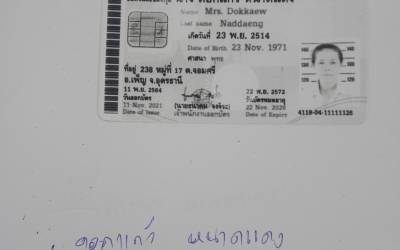 Name Mrs. Dokkaew
Last name Naddaeng
เกิดวันที่ 23 พ.ย. 2514
Date of Birth 23 Nov. 1971
ศาสนา พุทธ
ที่อยู่ 238 หมู่ที่ 17 ต.จอมศรี
อ.เพ็ญ จ.อุดรธานี
11 พ.ย. 2564
วันออกบัตร
11 Nov. 2021
Date of Issue
เจ้าพนักงานออกบัตร
22 พ.ย. 2572
วันบัตรหมดอายุ
Date of Expiry
4118-04-11111126
ดอกแก้ว หนาดแดง